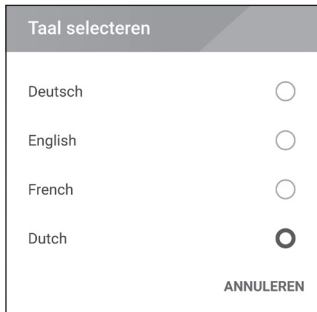 Taal selecteren
Deutsch
English
French
Dutch
ANNULEREN